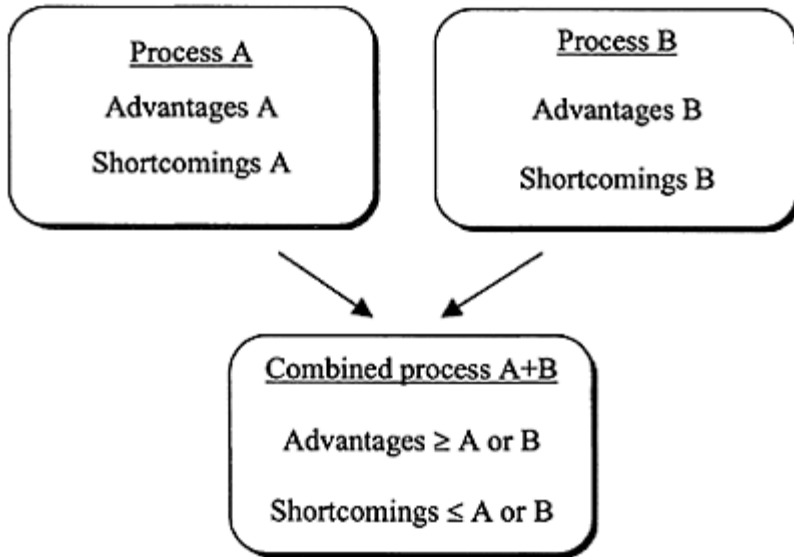 Process A
Advantages A
Shortcomings A
Process B
Advantages B
Shortcomings B
Combined process A+B
Advantages ≥ A or B
Shortcomings ≤ A or B